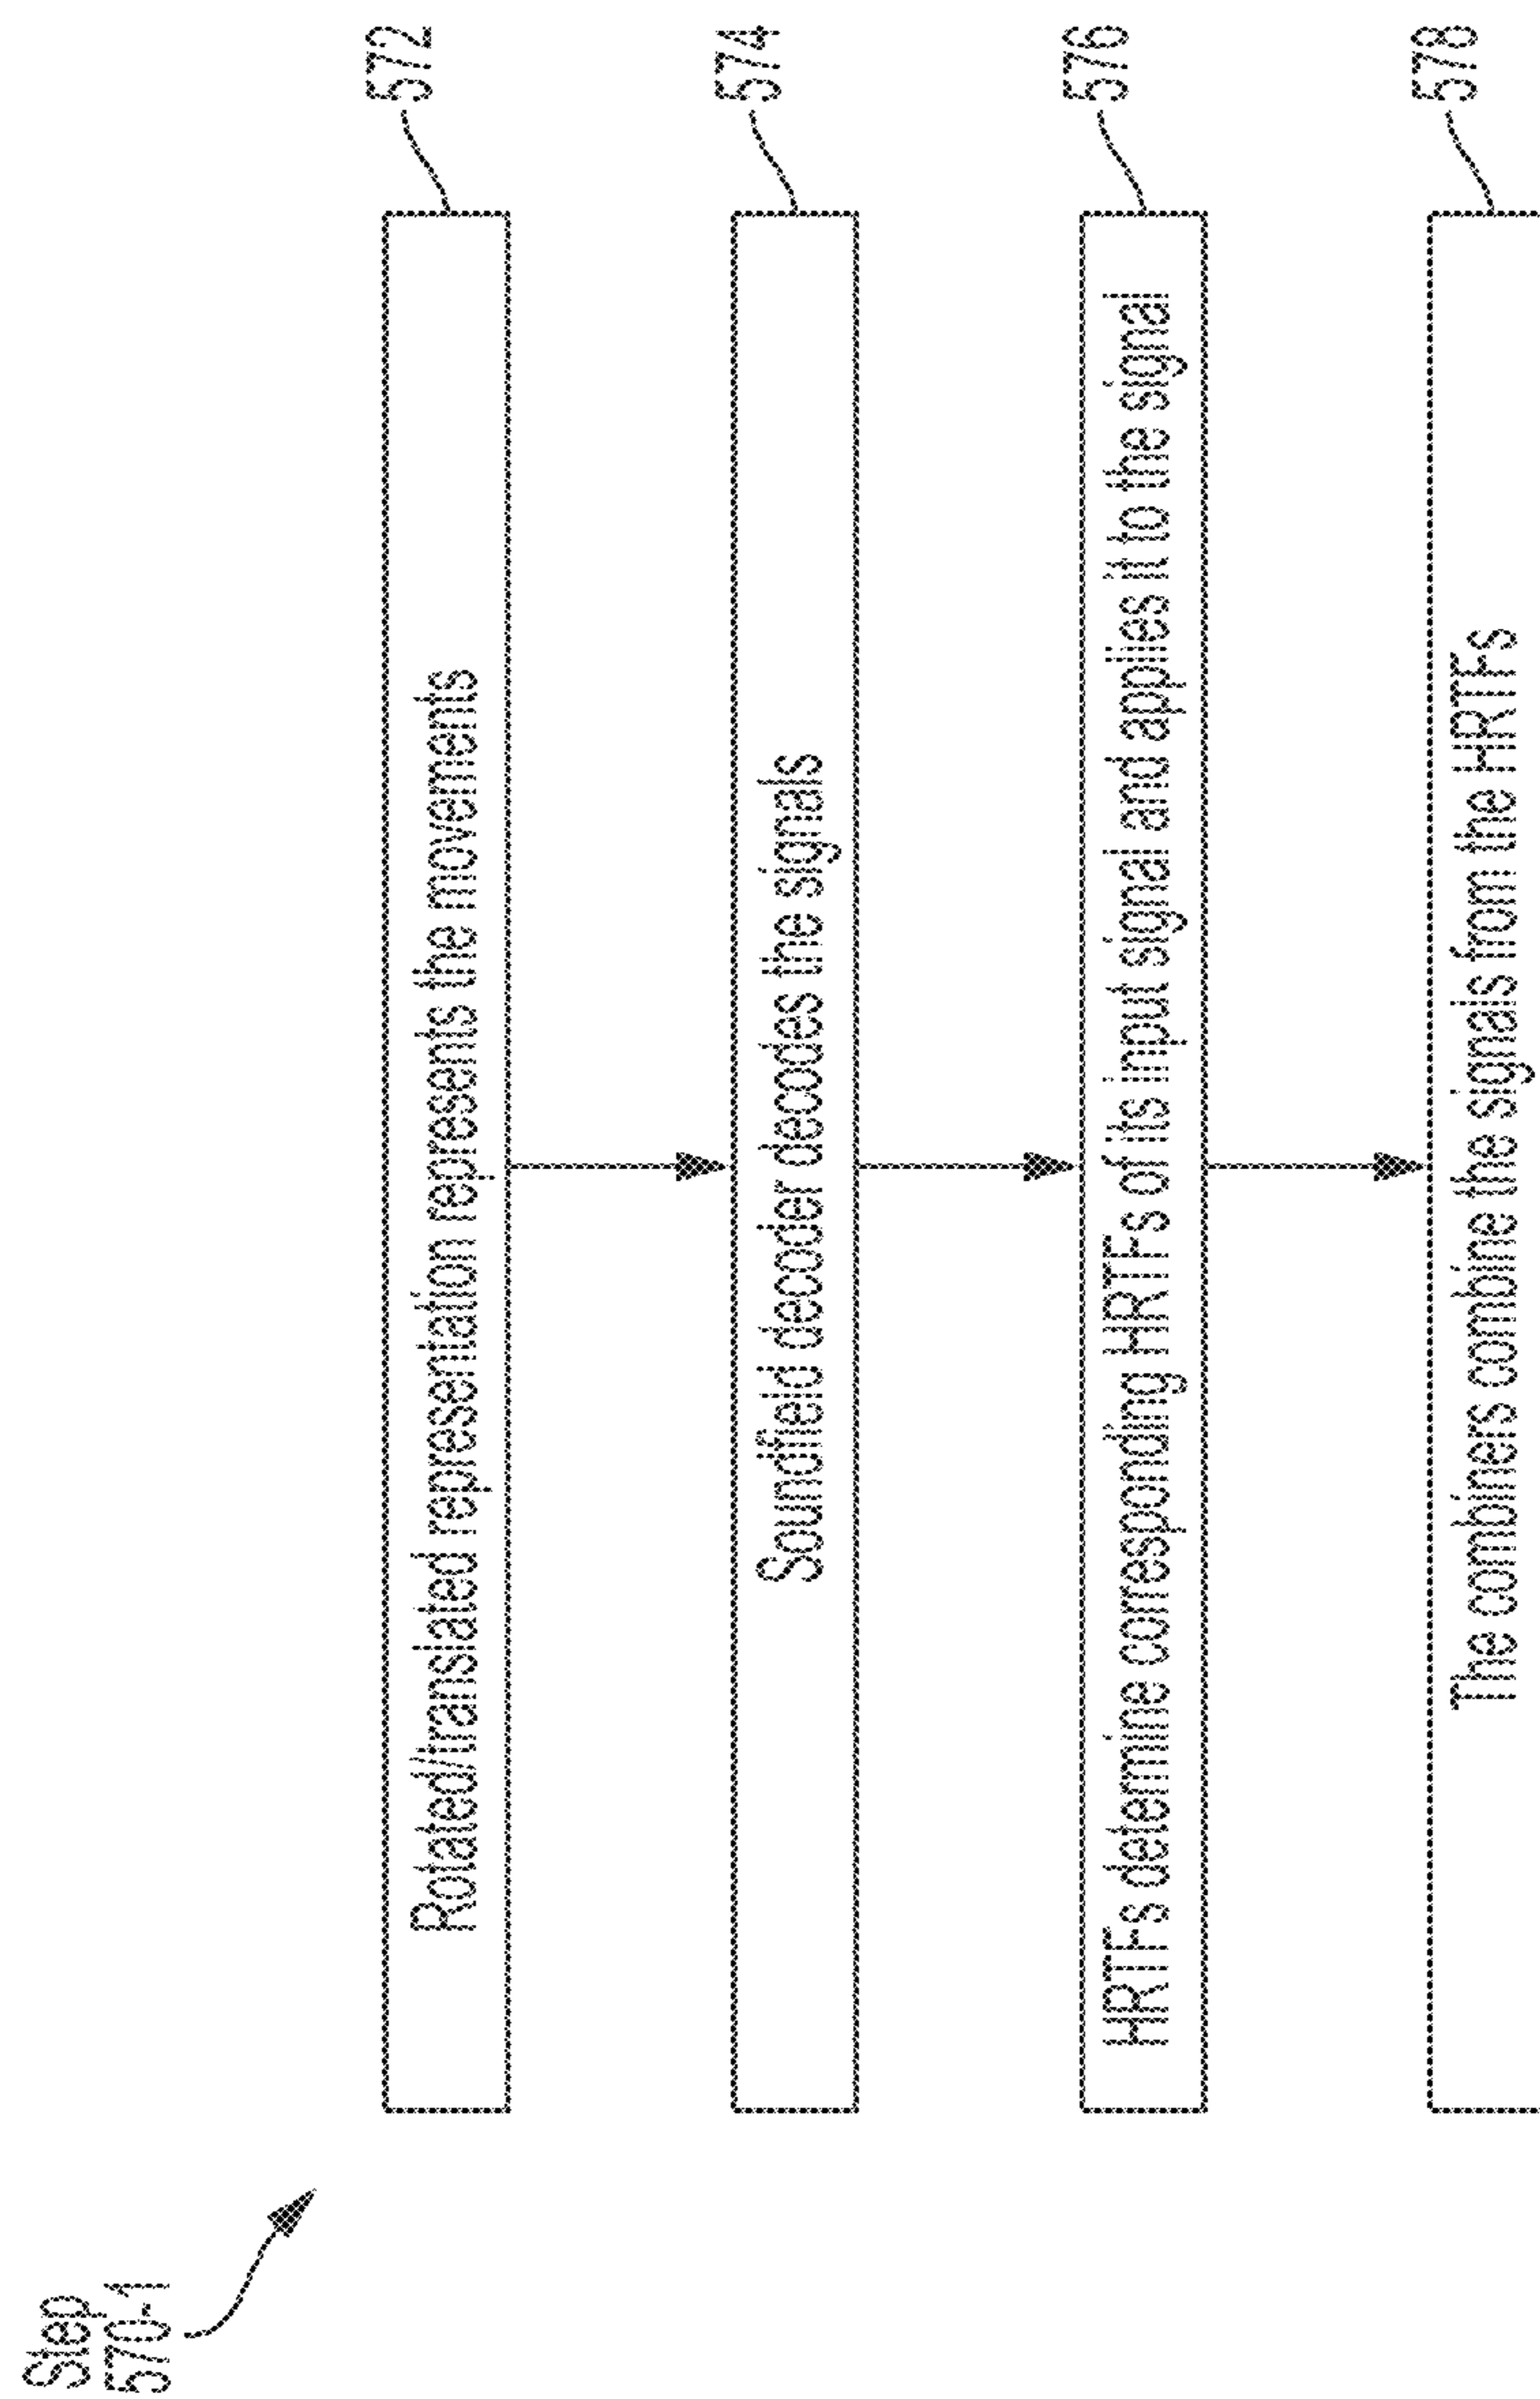 Step
570-1
Rotated/translated representation represents the movements
572
Soundfield decoder decodes the signals
574
HRTFs determine corresponding HRTFs of its input signal and applies it to the signal
576
The combiners combine the signals from the HRTFs
578